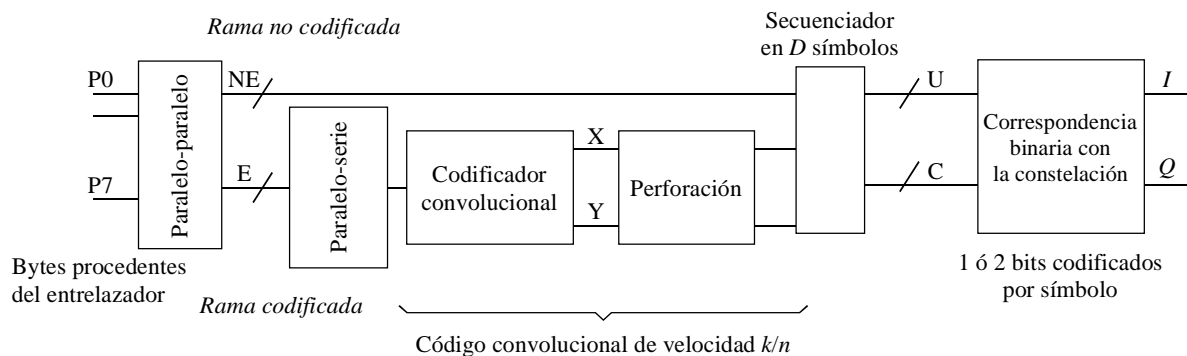 Rama no codificada
Secuenciador
en D símbolos
P0
NE
U
I
Paralelo-paralelo
Paralelo-serie
X
Correspondencia
binaria con
la constelación
Codificador
convolucional
Perforación
P7
E
C
Q
Y
Bytes procedentes
del entrelazador
1 ó 2 bits codificados
por símbolo
Rama codificada
Código convolucional de velocidad k/n